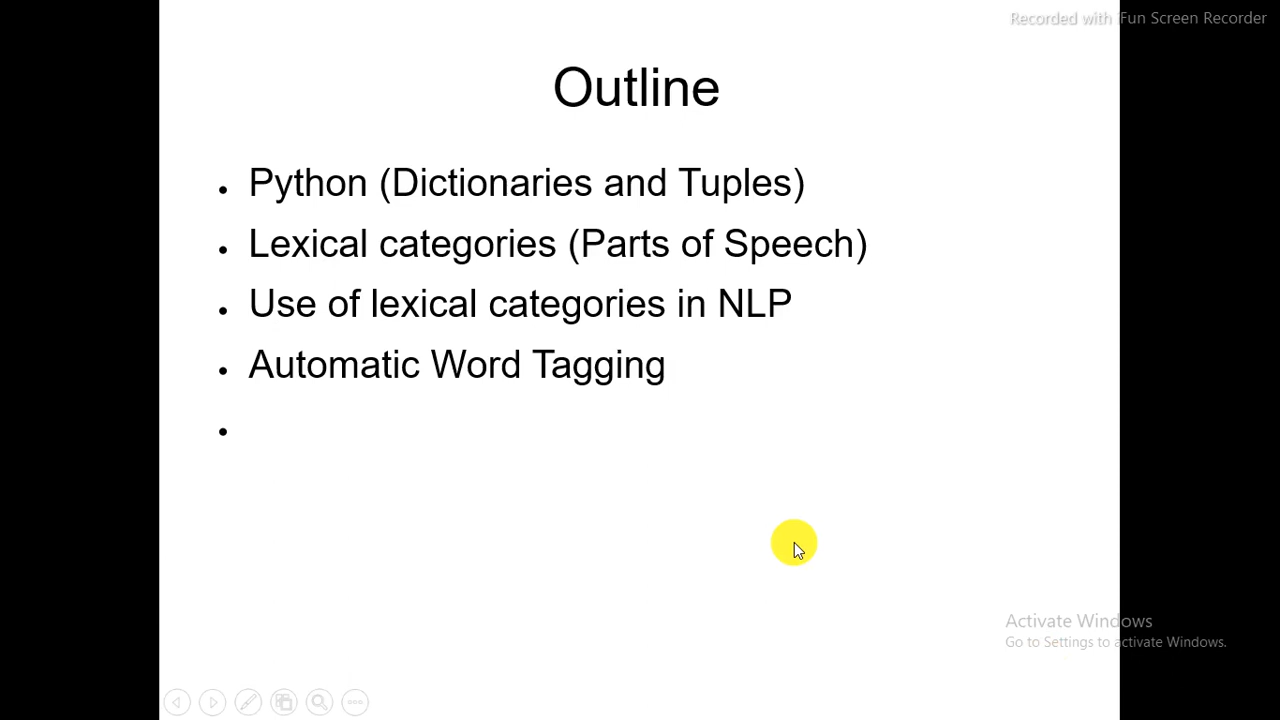 Recorded with iFun Screen Recorder
Outline
• Python (Dictionaries and Tuples)
• Lexical categories (Parts of Speech)
• Use of lexical categories in NLP
• Automatic Word Tagging
•
Activate Windows
Go to Settings to activate Windows.